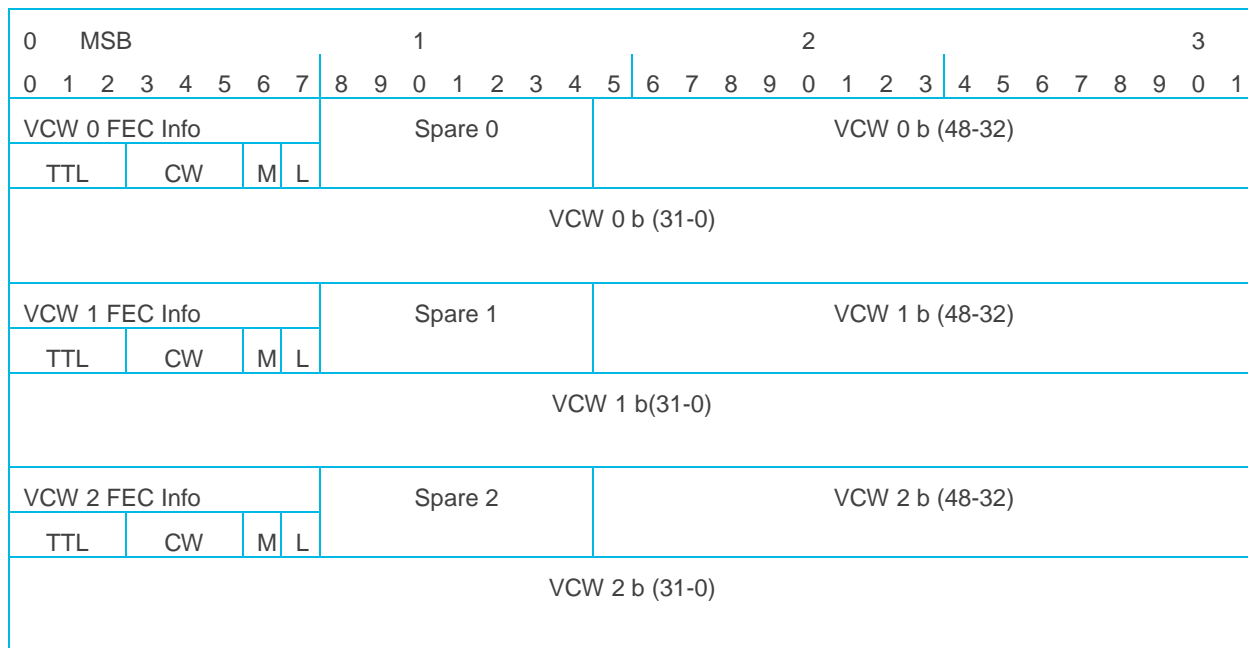 0 MSB 1 2 3
0 1 2 3 4 5 6 7 8 9 0 1 2 3 4 5 6 7 8 9 0 1 2 3 4 5 6 7 8 9 0 1
VCW 0 FEC Info Spare 0 VCW 0 b (48-32)
TTL CW M L
VCW 0 b (31-0)
VCW 1 FEC Info Spare 1 VCW 1 b (48-32)
TTL CW M L
VCW 1 b(31-0)
VCW 2 FEC Info Spare 2 VCW 2 b (48-32)
TTL CW M L
VCW 2 b (31-0)